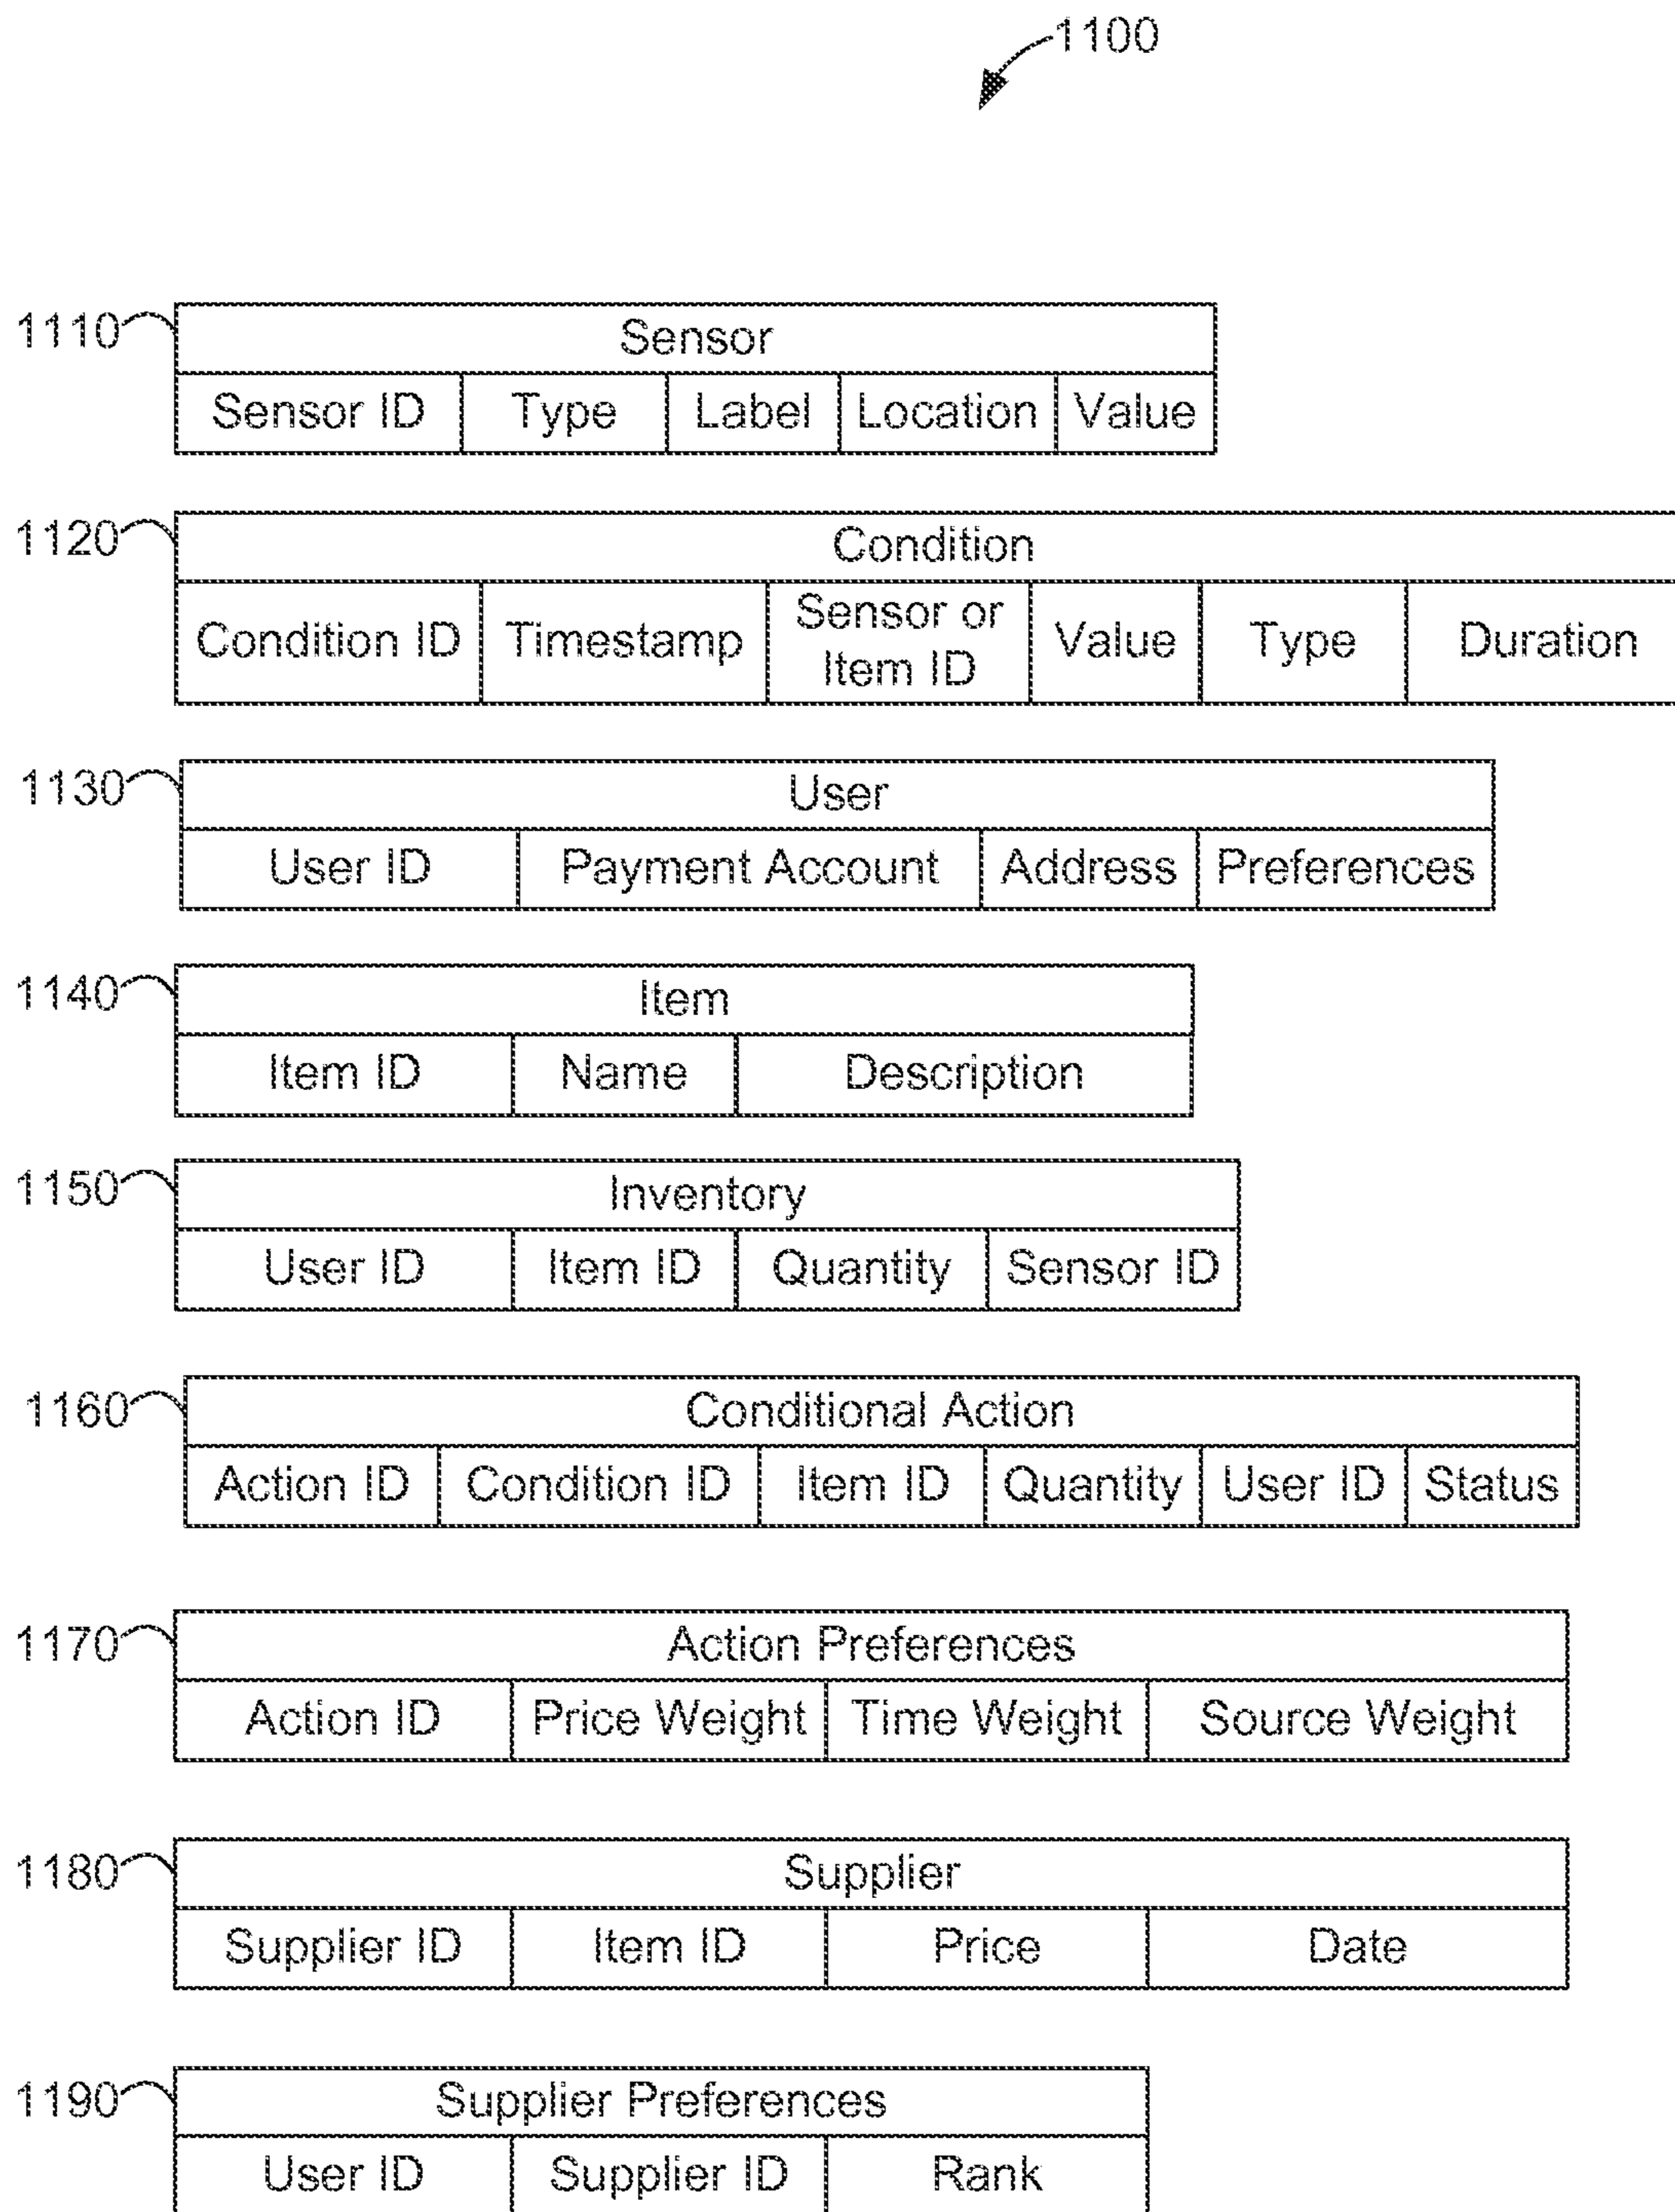 1100
1110
Sensor
Sensor ID Type Label Location Value
1120
Condition
Condition ID Timestamp Sensor or Item ID Value Type Duration
1130
User
User ID Payment Account Address Preferences
1140
Item
Item ID Name Description
1150
Inventory
User ID Item ID Quantity Sensor ID
1160
Conditional Action
Action ID Condition ID Item ID Quantity User ID Status
1170
Action Preferences
Action ID Price Weight Time Weight Source Weight
1180
Supplier
Supplier ID Item ID Price Date
1190
Supplier Preferences
User ID Supplier ID Rank